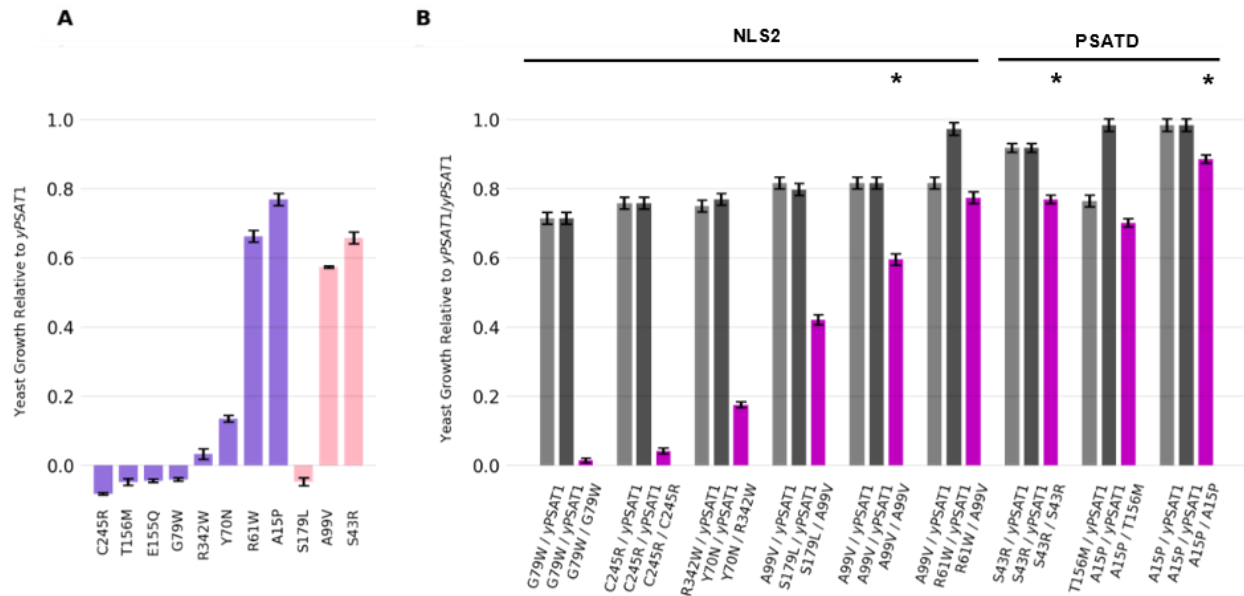 A
Yeast Growth Relative to yPSAT1
1.0
0.8
0.6
0.4
0.2
0.0
C245R
T156M
E155Q
G79W
R342W
Y70N
R61W
A15P
S179L
A99V
S43R
B
NLS2
PSATD
*
*
*
Yeast Growth Relative to yPSAT1/yPSAT1
1.0
0.8
0.6
0.4
0.2
0.0
G79W / yPSAT1
G79W / yPSAT1
G79W / G79W
C245R / yPSAT1
C245R / yPSAT1
C245R / C245R
R342W / yPSAT1
Y70N / yPSAT1
Y70N / R342W
A99V / yPSAT1
S179L / yPSAT1
S179L / A99V
A99V / yPSAT1
A99V / yPSAT1
A99V / A99V
A99V / yPSAT1
R61W / yPSAT1
R61W / A99V
S43R / yPSAT1
S43R / yPSAT1
S43R / S43R
T156M / yPSAT1
A15P / yPSAT1
A15P / T156M
A15P / yPSAT1
A15P / yPSAT1
A15P / A15P